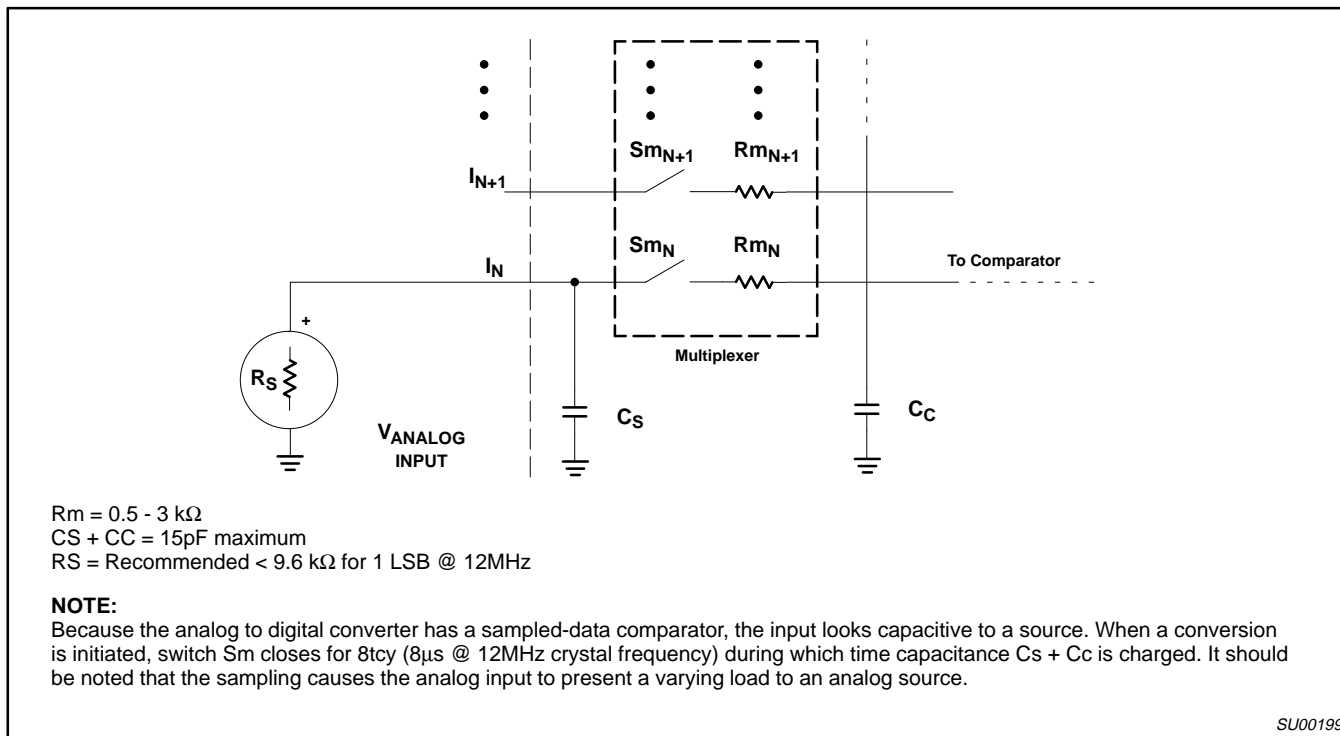 Sm_N+1 Rm_N+1
I_N+1
Sm_N Rm_N
I_N
To Comparator
+
Multiplexer
R_S
C_S
C_C
V_ANALOG
INPUT
Rm = 0.5 - 3 kΩ
CS + CC = 15pF maximum
RS = Recommended < 9.6 kΩ for 1 LSB @ 12MHz
NOTE:
Because the analog to digital converter has a sampled-data comparator, the input looks capacitive to a source. When a conversion
is initiated, switch Sm closes for 8tcy (8μs @ 12MHz crystal frequency) during which time capacitance Cs + Cc is charged. It should
be noted that the sampling causes the analog input to present a varying load to an analog source.
SU00199